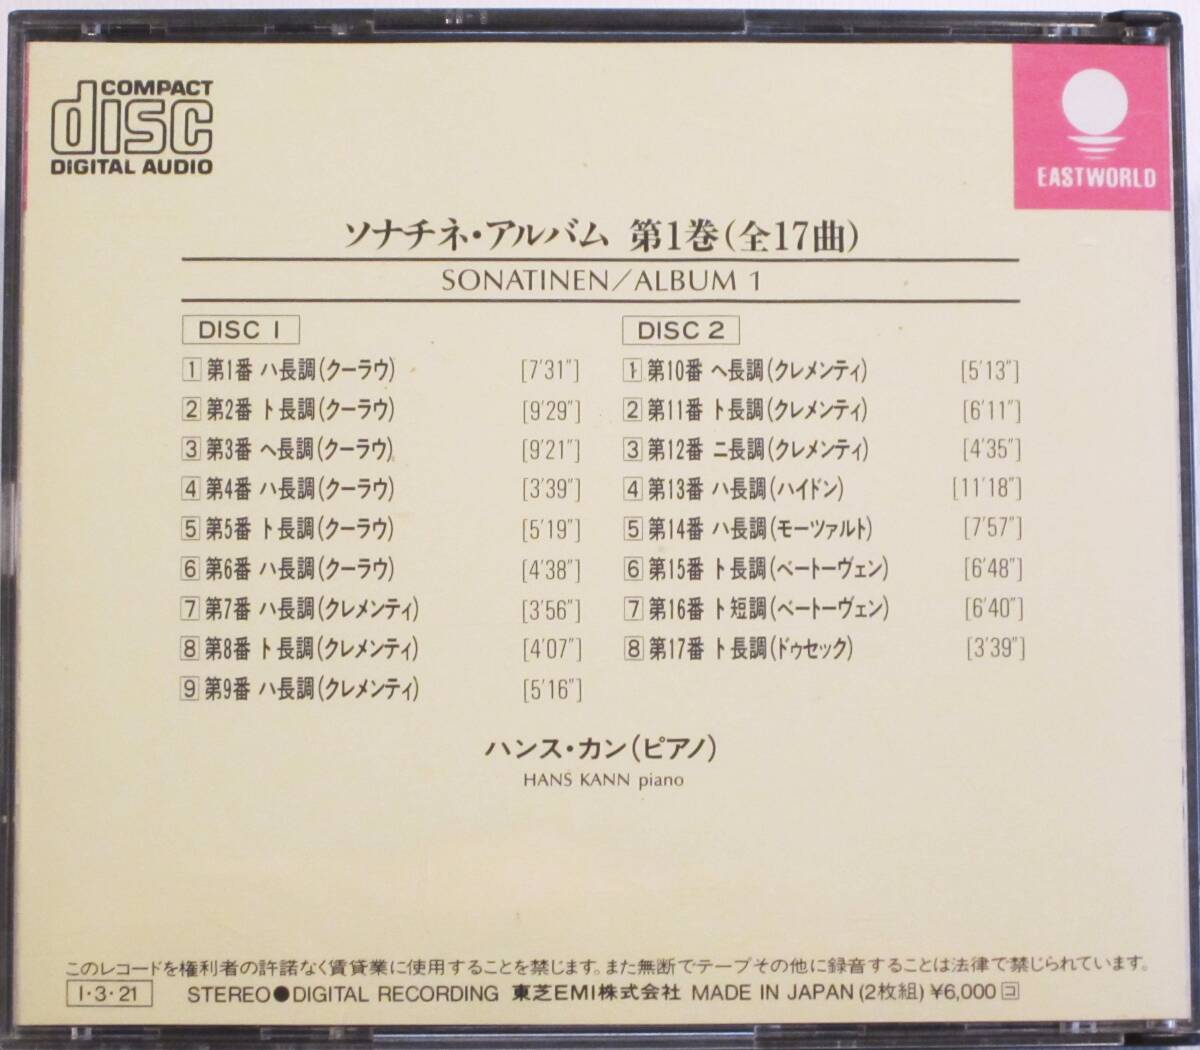 COMPACT
disc
DIGITAL AUDIO
EASTWORLD
ソナチネ・アルバム 第1巻(全17曲)
SONATINEN/ALBUM 1
DISC 1
1 第1番 ハ長調(クーラウ) [7'31"]
2 第2番 ト長調(クーラウ) [9'29"]
3 第3番 ヘ長調(クーラウ) [9'21"]
4 第4番 ハ長調(クーラウ) [3'39"]
5 第5番 ト長調(クーラウ) [5'19"]
6 第6番 ハ長調(クーラウ) [4'38"]
7 第7番 ハ長調(クレメンティ) [3'56"]
8 第8番 ト長調(クレメンティ) [4'07"]
9 第9番 ハ長調(クレメンティ) [5'16"]
DISC 2
1 第10番 ヘ長調(クレメンティ) [5'13"]
2 第11番 ト長調(クレメンティ) [6'11"]
3 第12番 ニ長調(クレメンティ) [4'35"]
4 第13番 ハ長調(ハイドン) [11'18"]
5 第14番 ハ長調(モーツァルト) [7'57"]
6 第15番 ト長調(ベートーヴェン) [6'48"]
7 第16番 ト短調(ベートーヴェン) [6'40"]
8 第17番 ト長調(ドゥセック) [3'39"]
ハンス・カン(ピアノ)
HANS KANN piano
このレコードを権利者の許諾なく賃貸業に使用することを禁じます。また無断でテープその他に録音することは法律で禁じられています。
I・3・21 STEREO●DIGITAL RECORDING 東芝EMI株式会社 MADE IN JAPAN(2枚組)¥6,000 コ